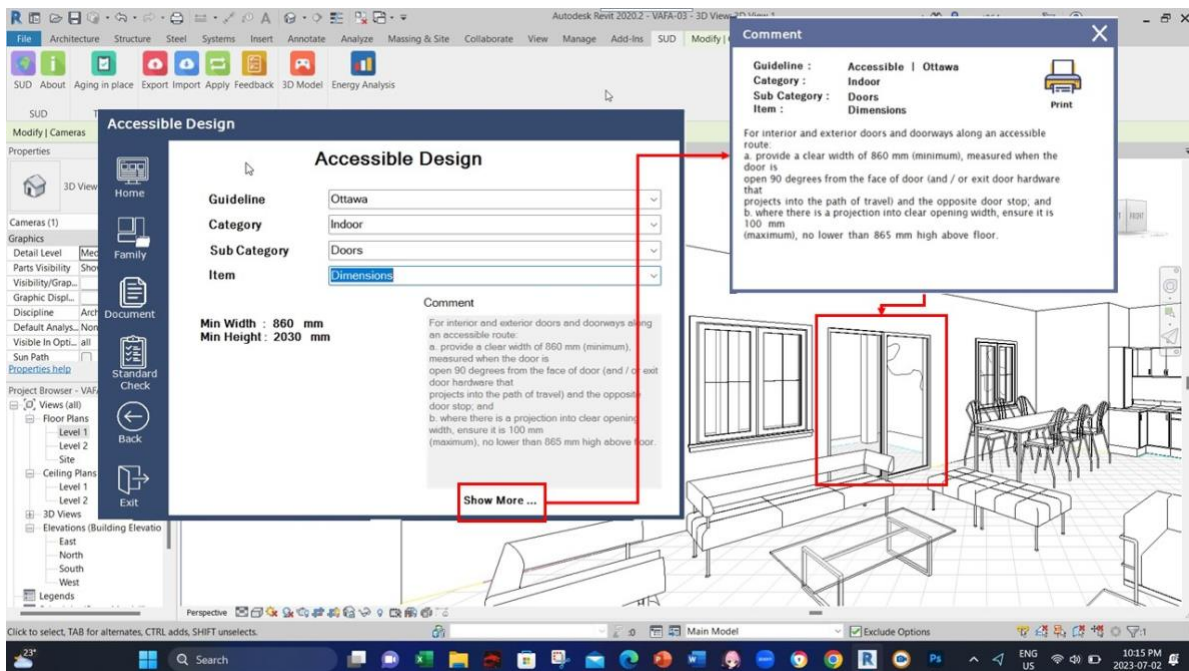 Autodesk Revit 2020.2 - VAFA-03 - 3D View: 3D View 1
File Architecture Structure Steel Systems Insert Annotate Analyze Massing & Site Collaborate View Manage Add-Ins SUD Modify |
SUD About Aging in place Export Import Apply Feedback 3D Model Energy Analysis
SUD
Modify | Cameras
Properties
3D View
Cameras (1)
Graphics
Detail Level Med
Parts Visibility Sho
Visibility/Grap...
Graphic Displ...
Discipline Arch
Default Analys... Non
Visible In Opti... all
Sun Path
Properties help
Project Browser - VAFA
Views (all)
Floor Plans
Level 1
Level 2
Site
Ceiling Plans
Level 1
Level 2
3D Views
Elevations (Building Elevatio
East
North
South
West
Legends
Accessible Design
Home
Family
Document
Standard
Check
Back
Exit
Accessible Design
Guideline Ottawa
Category Indoor
Sub Category Doors
Item Dimensions
Min Width : 860 mm
Min Height : 2030 mm
Comment
For interior and exterior doors and doorways along
an accessible route:
a. provide a clear width of 860 mm (minimum),
measured when the door is
open 90 degrees from the face of door (and / or exit
door hardware that
projects into the path of travel) and the opposite
door stop; and
b. where there is a projection into clear opening
width, ensure it is 100 mm
(maximum), no lower than 865 mm high above floor.
Show More ...
Comment
Guideline : Accessible | Ottawa
Category : Indoor
Sub Category : Doors
Item : Dimensions
Print
For interior and exterior doors and doorways along an accessible
route:
a. provide a clear width of 860 mm (minimum), measured when the
door is
open 90 degrees from the face of door (and / or exit door hardware
that
projects into the path of travel) and the opposite door stop; and
b. where there is a projection into clear opening width, ensure it is
100 mm
(maximum), no lower than 865 mm high above floor.
FRONT
Perspective
Click to select, TAB for alternates, CTRL adds, SHIFT unselects.
:0 Main Model Exclude Options :1
23°
Search
ENG
US
10:15 PM
2023-07-02